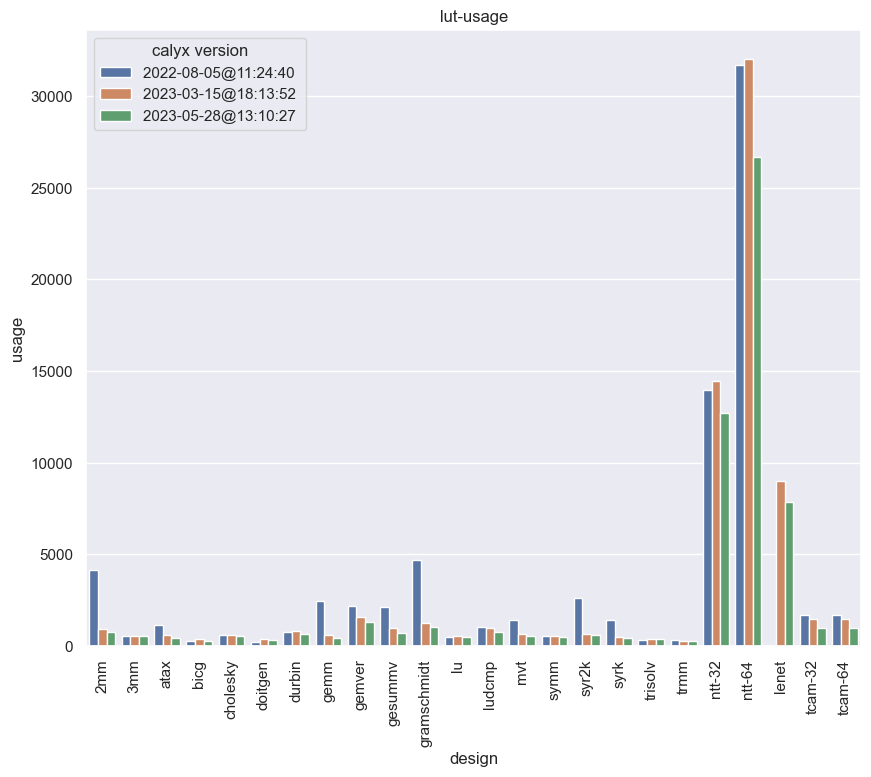 lut-usage
calyx version
2022-08-05@11:24:40
2023-03-15@18:13:52
2023-05-28@13:10:27
usage
30000
25000
20000
15000
10000
5000
0
2mm
3mm
atax
bicg
cholesky
doitgen
durbin
gemm
gemver
gesummv
gramschmidt
lu
ludcmp
mvt
symm
syr2k
syrk
trisolv
trmm
ntt-32
ntt-64
lenet
tcam-32
tcam-64
design